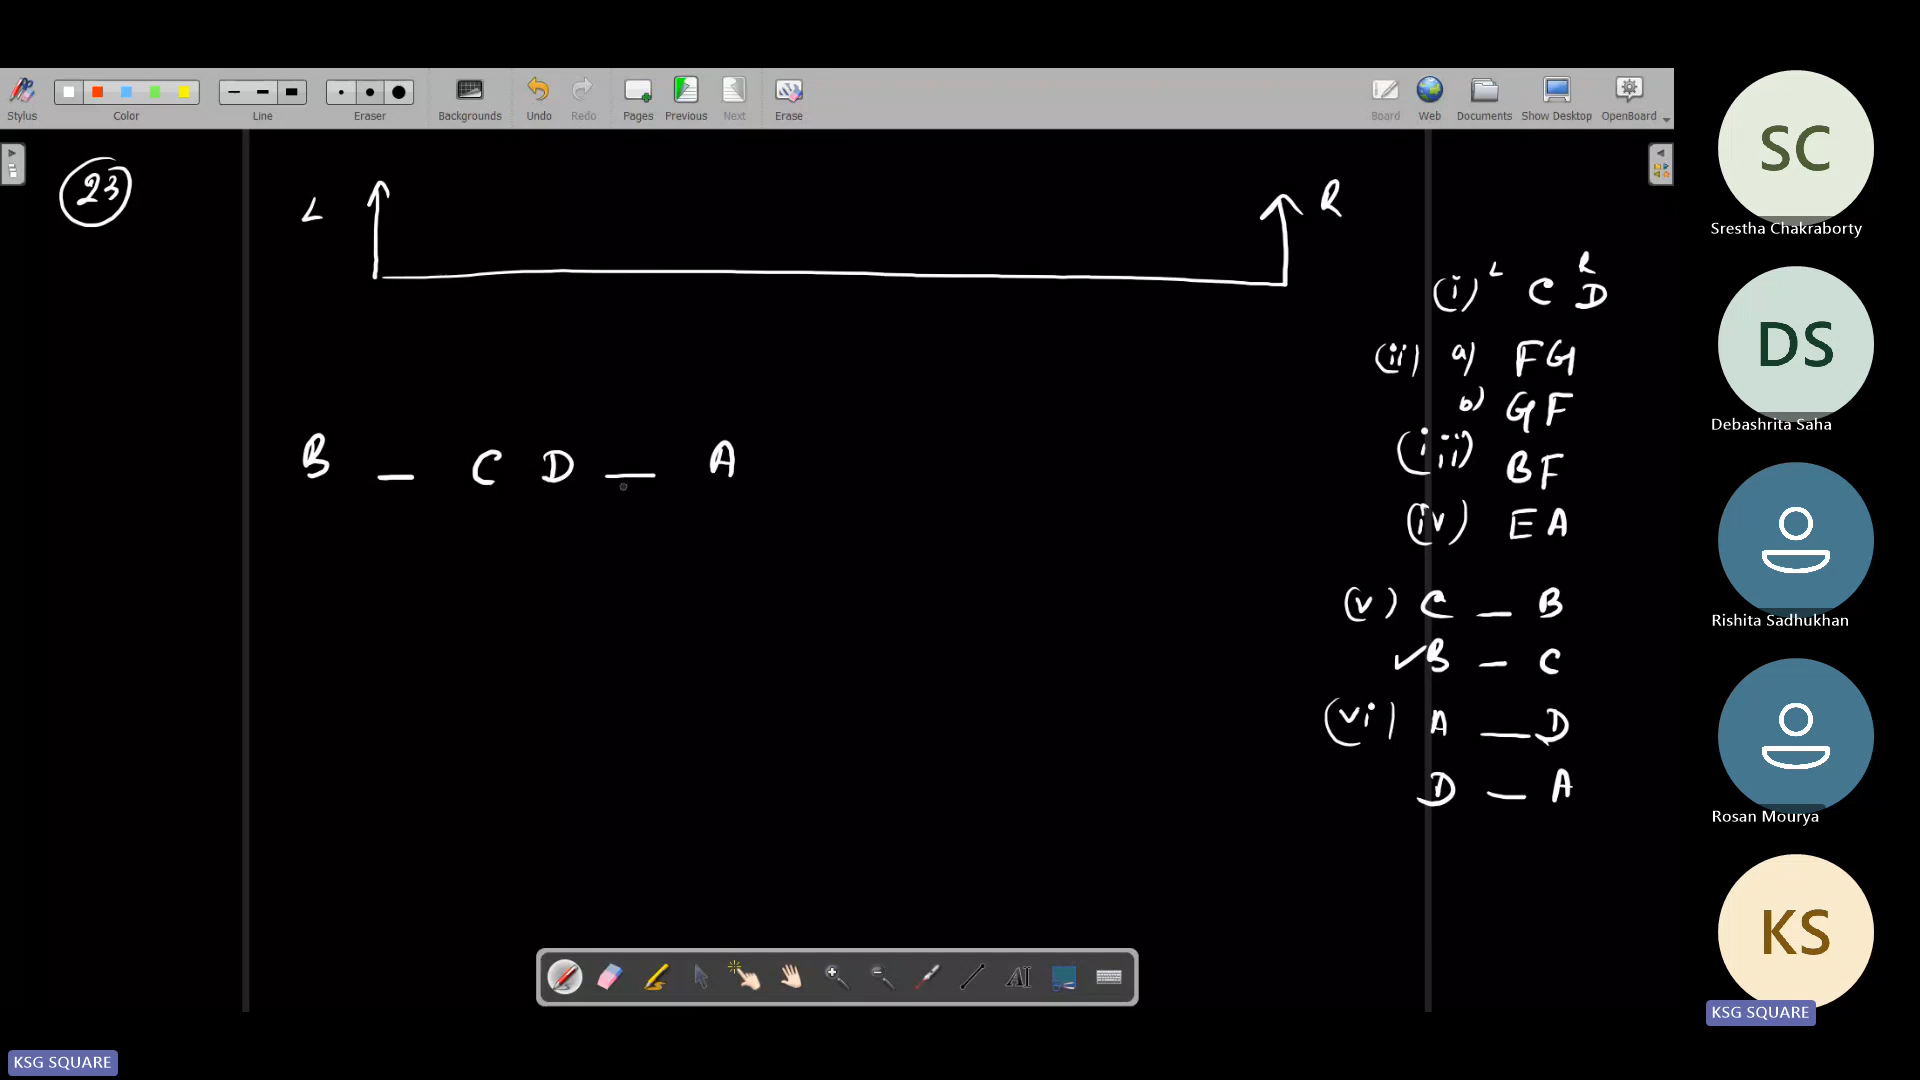 Stylus Color Line Eraser Backgrounds Undo Redo Pages Previous Next Erase Board Web Documents Show Desktop OpenBoard
23
L R
(i) L C R D
(ii) a) FG
b) GF
(iii) BF
(iv) EA
B _ C D _ A
(v) C _ B
✓B _ C
(vi) A _ D
D _ A
SC
Srestha Chakraborty
DS
Debashrita Saha
Rishita Sadhukhan
Rosan Mourya
KS
KSG SQUARE
AI
KSG SQUARE